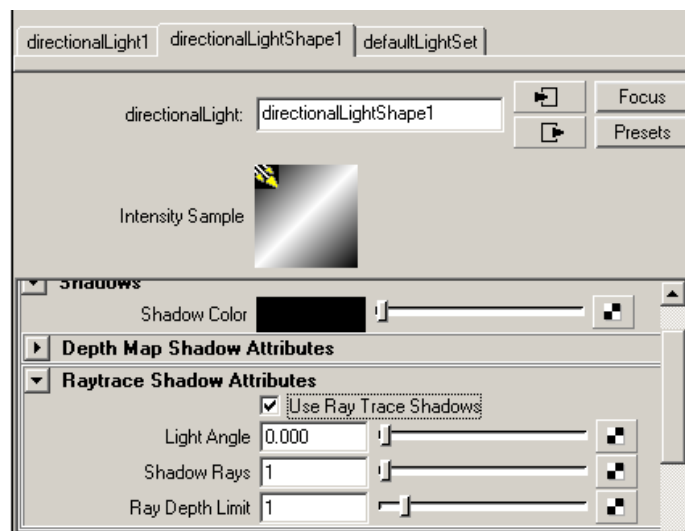 directionalLight1 directionalLightShape1 defaultLightSet
directionalLight: directionalLightShape1 Focus
Presets
Intensity Sample
Shadows
Shadow Color
Depth Map Shadow Attributes
Raytrace Shadow Attributes
Use Ray Trace Shadows
Light Angle 0.000
Shadow Rays 1
Ray Depth Limit 1